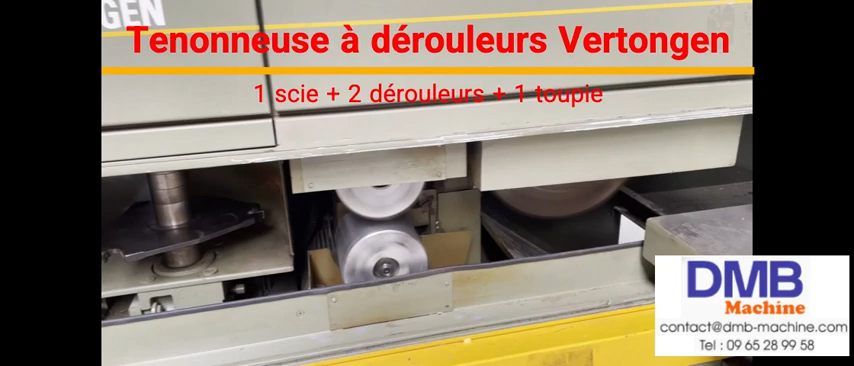 GEN
Tenonneuse à dérouleurs Vertongen
1 scie + 2 dérouleurs + 1 toupie
DMB
Machine
contact@dmb-machine.com
Tel : 09 65 28 99 58